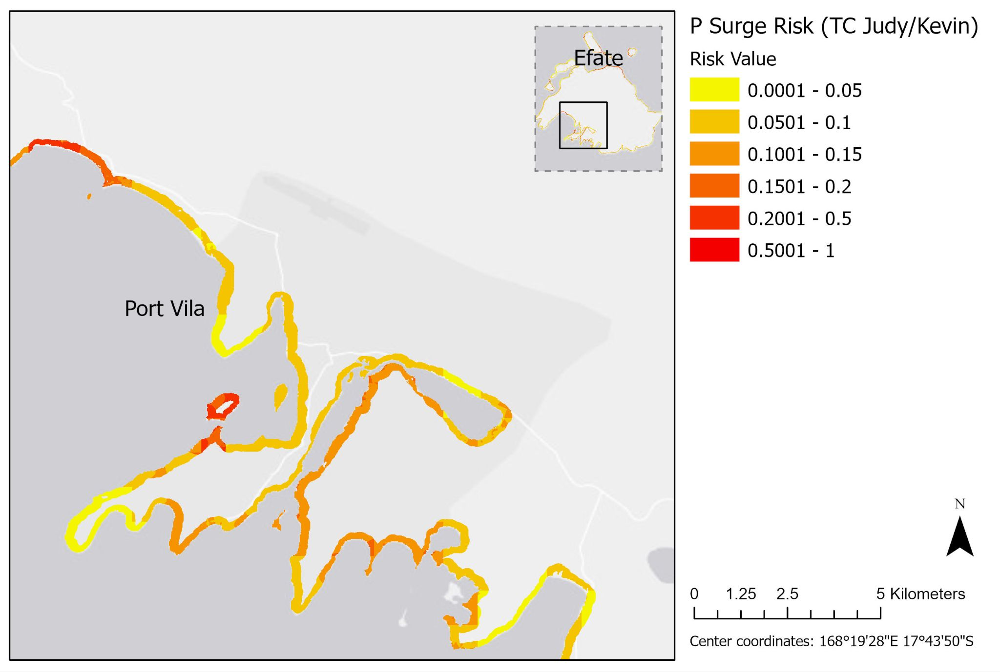 P Surge Risk (TC Judy/Kevin)
Risk Value
0.0001 - 0.05
0.0501 - 0.1
0.1001 - 0.15
0.1501 - 0.2
0.2001 - 0.5
0.5001 - 1
Efate
Port Vila
N
0 1.25 2.5 5 Kilometers
Center coordinates: 168°19'28"E 17°43'50"S